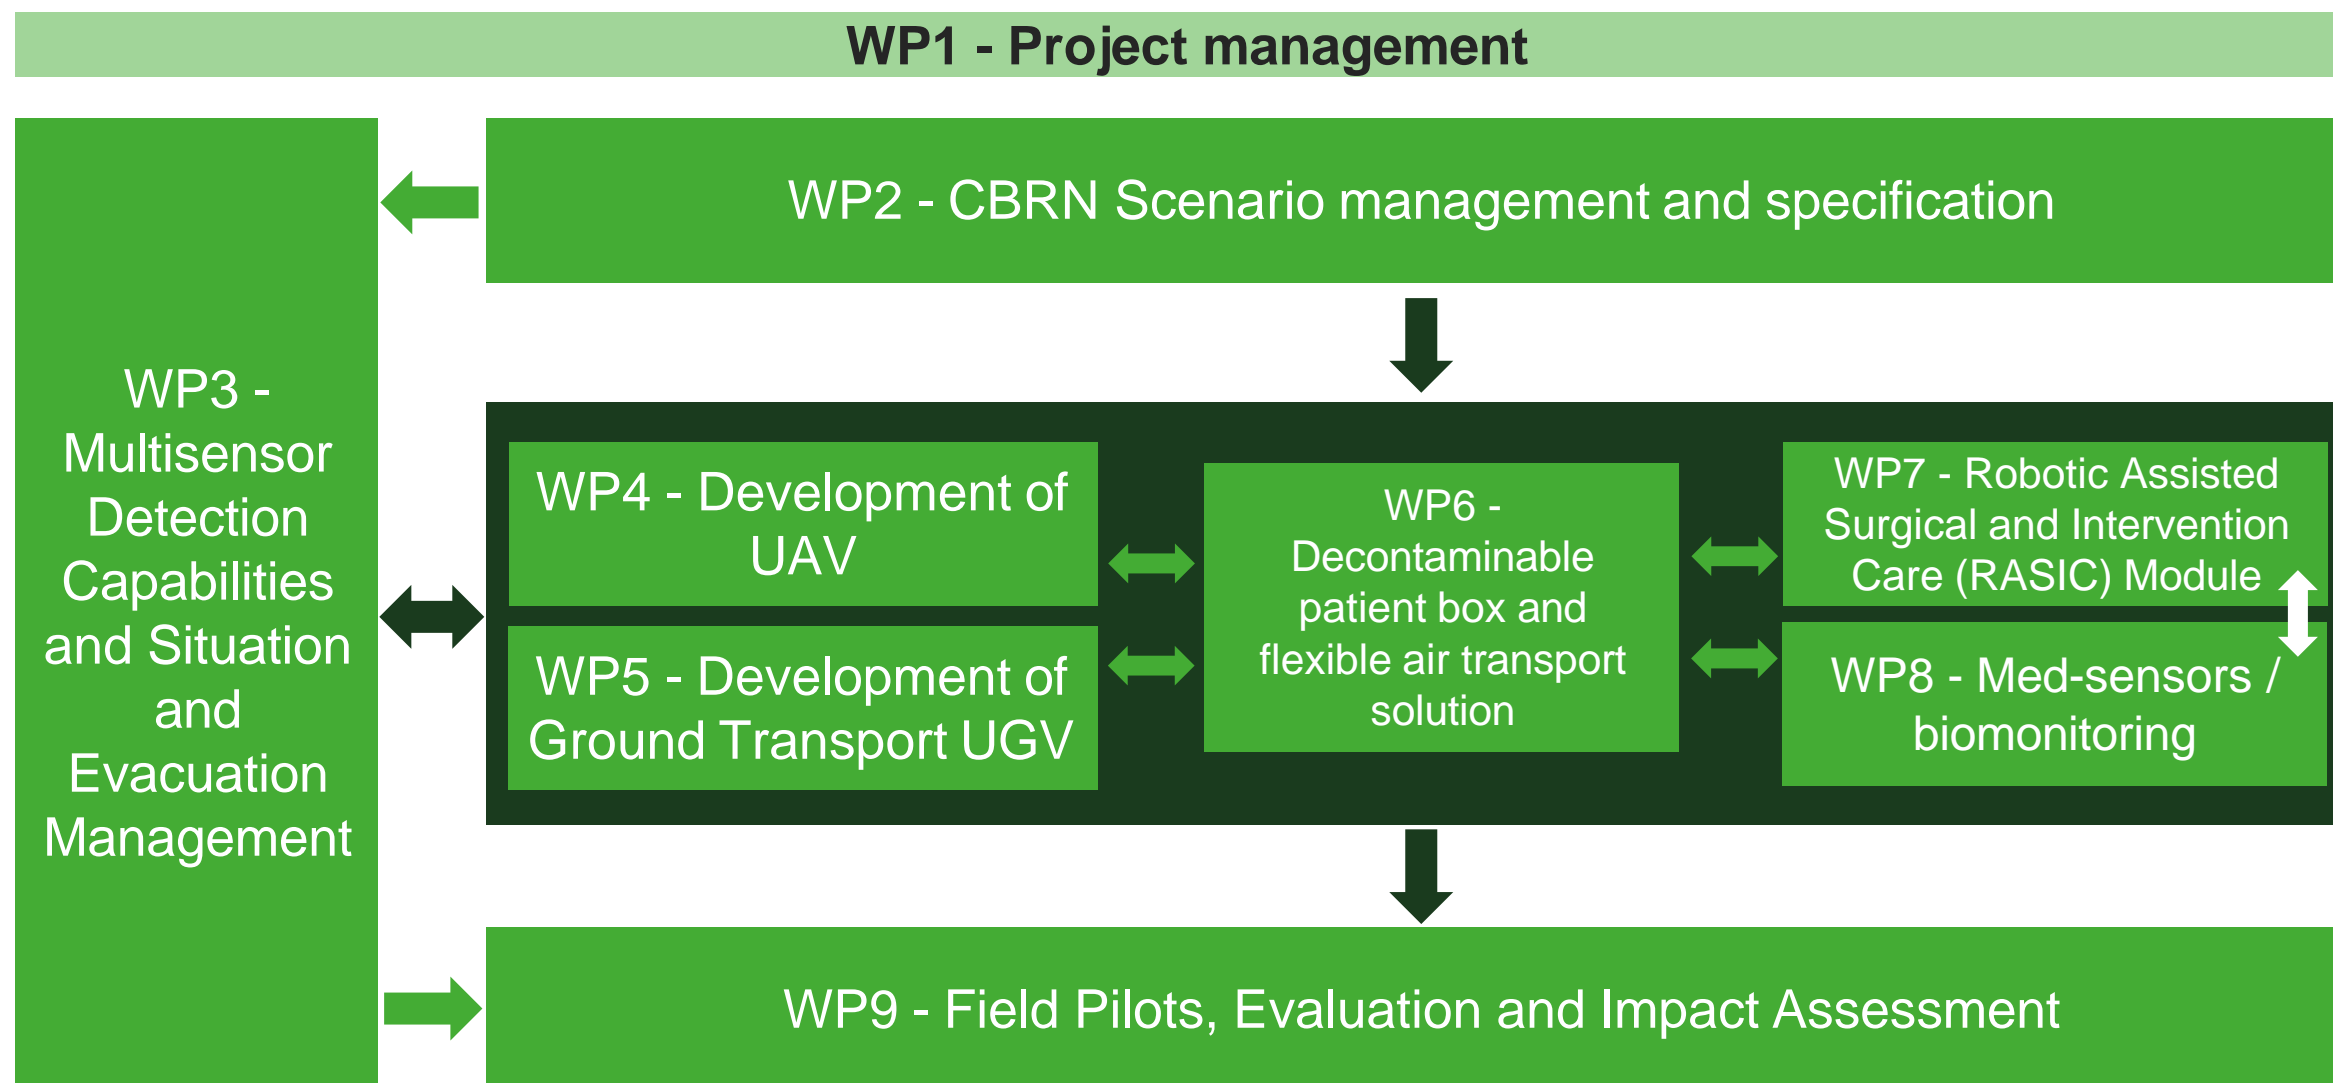 WP1 - Project management
WP2 - CBRN Scenario management and specification
WP3 -
Multisensor
Detection
Capabilities
and Situation
and
Evacuation
Management
WP4 - Development of
UAV
WP5 - Development of
Ground Transport UGV
WP6 -
Decontaminable
patient box and
flexible air transport
solution
WP7 - Robotic Assisted
Surgical and Intervention
Care (RASIC) Module
WP8 - Med-sensors /
biomonitoring
WP9 - Field Pilots, Evaluation and Impact Assessment